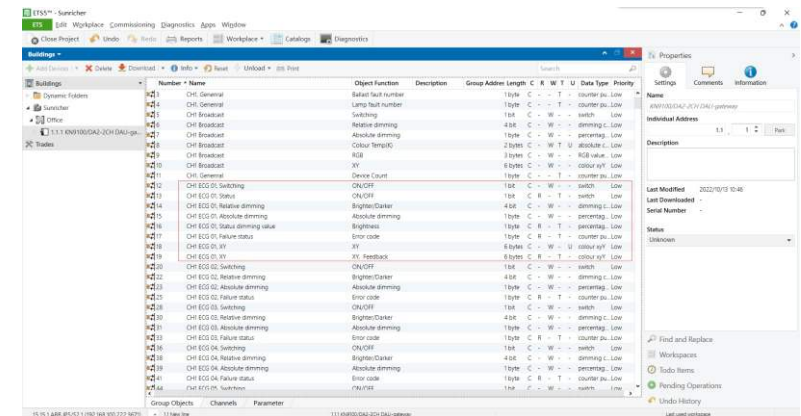 ETS5™ - Sunricher
ETS Edit Workplace Commissioning Diagnostics Apps Window
Close Project Undo Redo Reports Workplace Catalogs Diagnostics
Buildings
Add Devices Delete Download Info Reset Unload Print Search
Buildings
Dynamic Folders
Sunricher
Office
1.1.1 KN9100/DA2-2CH DALI-ga...
Trades
Number Name Object Function Description Group Addres Length C R W T U Data Type Priority
3 CH1, General Ballast fault number 1 byte C - - T - counter pu.. Low
4 CH1, General Lamp fault number 1 byte C - - T - counter pu.. Low
5 CH1 Broadcast Switching 1 bit C - W - - switch Low
6 CH1 Broadcast Relative dimming 4 bit C - W - - dimming c.. Low
7 CH1 Broadcast Absolute dimming 1 byte C - W - - percentag.. Low
8 CH1 Broadcast Colour Temp(K) 2 bytes C - W T U absolute c.. Low
9 CH1 Broadcast RGB 3 bytes C - W - - RGB value.. Low
10 CH1 Broadcast XY 6 bytes C - W - - colour xyY Low
11 CH1, General Device Count 1 byte C - - T - counter pu.. Low
12 CH1 ECG 01, Switching ON/OFF 1 bit C - W - - switch Low
13 CH1 ECG 01, Status ON/OFF 1 bit C R - T - switch Low
14 CH1 ECG 01, Relative dimming Brighter/Darker 4 bit C - W - - dimming c.. Low
15 CH1 ECG 01, Absolute dimming Absolute dimming 1 byte C - W - - percentag.. Low
16 CH1 ECG 01, Status dimming value Brightness 1 byte C R - T - percentag.. Low
17 CH1 ECG 01, Failure status Error code 1 byte C R - T - counter pu.. Low
18 CH1 ECG 01, XY XY 6 bytes C - W - U colour xyY Low
19 CH1 ECG 01, XY XY, Feedback 6 bytes C R - T - colour xyY Low
20 CH1 ECG 02, Switching ON/OFF 1 bit C - W - - switch Low
22 CH1 ECG 02, Relative dimming Brighter/Darker 4 bit C - W - - dimming c.. Low
23 CH1 ECG 02, Absolute dimming Absolute dimming 1 byte C - W - - percentag.. Low
25 CH1 ECG 02, Failure status Error code 1 byte C R - T - counter pu.. Low
28 CH1 ECG 03, Switching ON/OFF 1 bit C - W - - switch Low
30 CH1 ECG 03, Relative dimming Brighter/Darker 4 bit C - W - - dimming c.. Low
31 CH1 ECG 03, Absolute dimming Absolute dimming 1 byte C - W - - percentag.. Low
33 CH1 ECG 03, Failure status Error code 1 byte C R - T - counter pu.. Low
36 CH1 ECG 04, Switching ON/OFF 1 bit C - W - - switch Low
38 CH1 ECG 04, Relative dimming Brighter/Darker 4 bit C - W - - dimming c.. Low
39 CH1 ECG 04, Absolute dimming Absolute dimming 1 byte C - W - - percentag.. Low
41 CH1 ECG 04, Failure status Error code 1 byte C R - T - counter pu.. Low
44 CH1 ECG 05, Switching ON/OFF 1 bit C - W - - switch Low
Group Objects Channels Parameter
Properties
Settings Comments Information
Name
KN9100/DA2-2CH DALI-gateway
Individual Address
1.1 . 1 Park
Description
Last Modified 2022/10/13 10:46
Last Downloaded -
Serial Number -
Status
Unknown
Find and Replace
Workspaces
Todo Items
Pending Operations
Undo History
1.1 New line 1.1.1 KN9100/DA2-2CH DALI-gateway Last used workspace